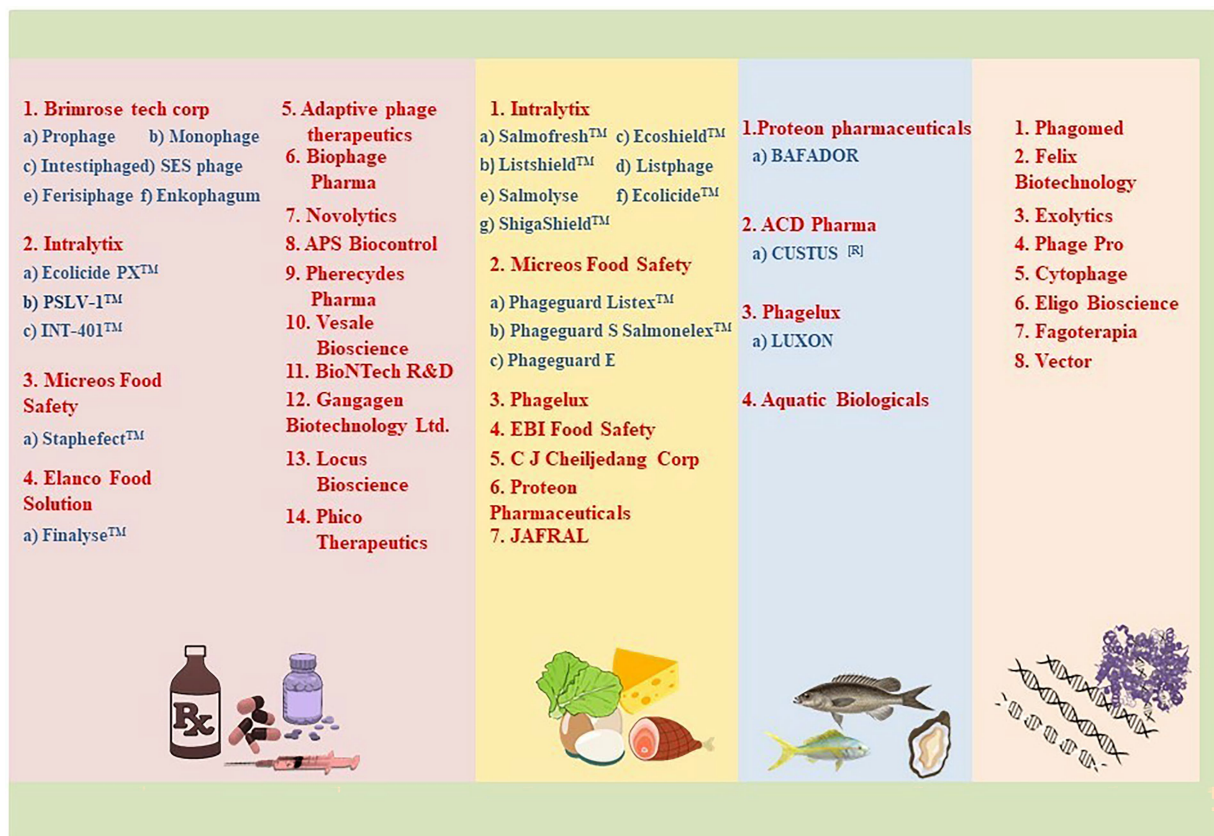 1. Brimrose tech corp
a) Prophage b) Monophage
c) Intestiphaged) SES phage
e) Ferisiphage f) Enkophagum
2. Intralytix
a) Ecolicide PX™
b) PSLV-1™
c) INT-401™
3. Micreos Food
Safety
a) Staphefect™
4. Elanco Food
Solution
a) Finalyse™
5. Adaptive phage
therapeutics
6. Biophage
Pharma
7. Novolytics
8. APS Biocontrol
9. Pherecydes
Pharma
10. Vesale
Bioscience
11. BioNTech R&D
12. Gangagen
Biotechnology Ltd.
13. Locus
Bioscience
14. Phico
Therapeutics
Rx
1. Intralytix
a) Salmofresh™ c) Ecoshield™
b) Listshield™ d) Listphage
e) Salmolyse f) Ecolicide™
g) ShigaShield™
2. Micreos Food Safety
a) Phageguard Listex™
b) Phageguard S Salmonelex™
c) Phageguard E
3. Phagelux
4. EBI Food Safety
5. C J Cheiljedang Corp
6. Proteon
Pharmaceuticals
7. JAFRAL
1.Proteon pharmaceuticals
a) BAFADOR
2. ACD Pharma
a) CUSTUS [R]
3. Phagelux
a) LUXON
4. Aquatic Biologicals
1. Phagomed
2. Felix
Biotechnology
3. Exolytics
4. Phage Pro
5. Cytophage
6. Eligo Bioscience
7. Fagoterapia
8. Vector